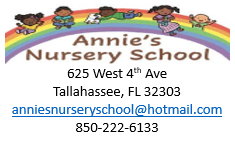 Annie's
Nursery School
625 West 4th Ave
Tallahassee, FL 32303
anniesnurseryschool@hotmail.com
850-222-6133